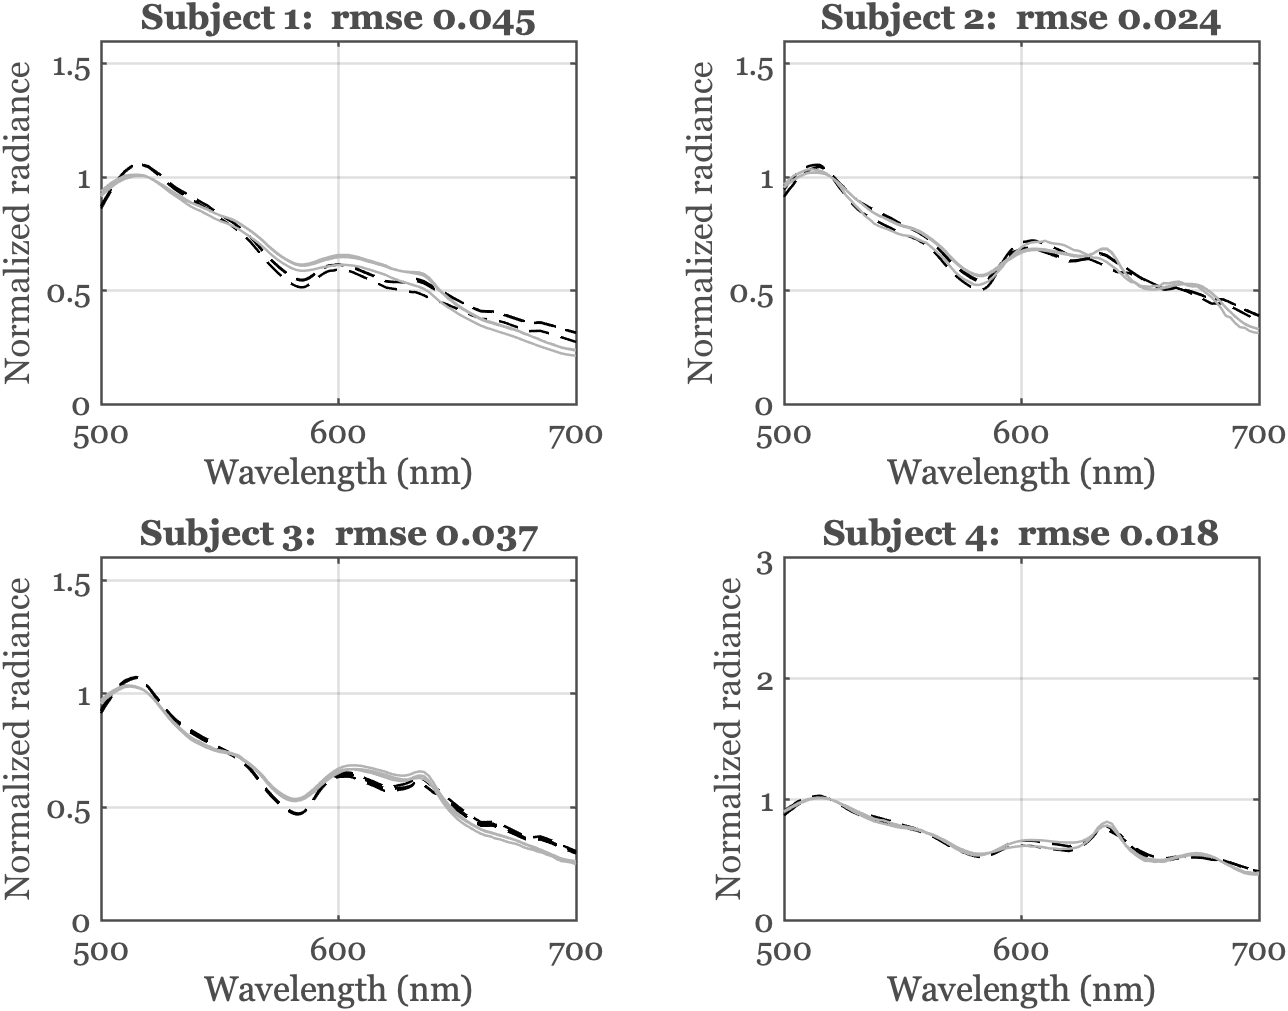 Subject 1: rmse 0.045
Normalized radiance
1.5
1
0.5
0
500
600
700
Wavelength (nm)
Subject 2: rmse 0.024
Normalized radiance
1.5
1
0.5
0
500
600
700
Wavelength (nm)
Subject 3: rmse 0.037
Normalized radiance
1.5
1
0.5
0
500
600
700
Wavelength (nm)
Subject 4: rmse 0.018
Normalized radiance
3
2
1
0
500
600
700
Wavelength (nm)